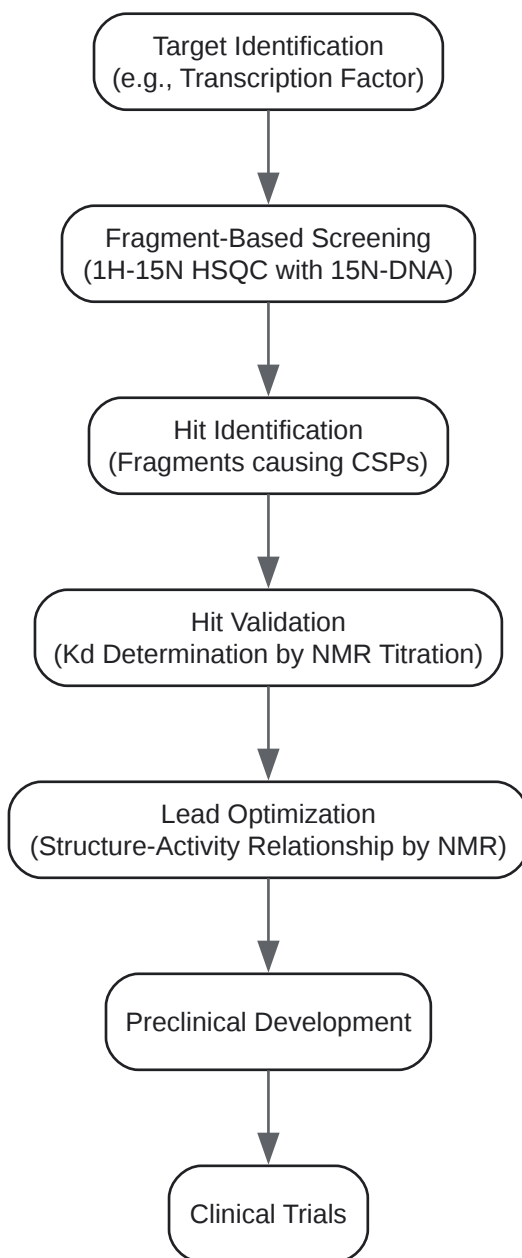 Target Identification
(e.g., Transcription Factor)
Fragment-Based Screening
(1H-15N HSQC with 15N-DNA)
Hit Identification
(Fragments causing CSPs)
Hit Validation
(Kd Determination by NMR Titration)
Lead Optimization
(Structure-Activity Relationship by NMR)
Preclinical Development
Clinical Trials